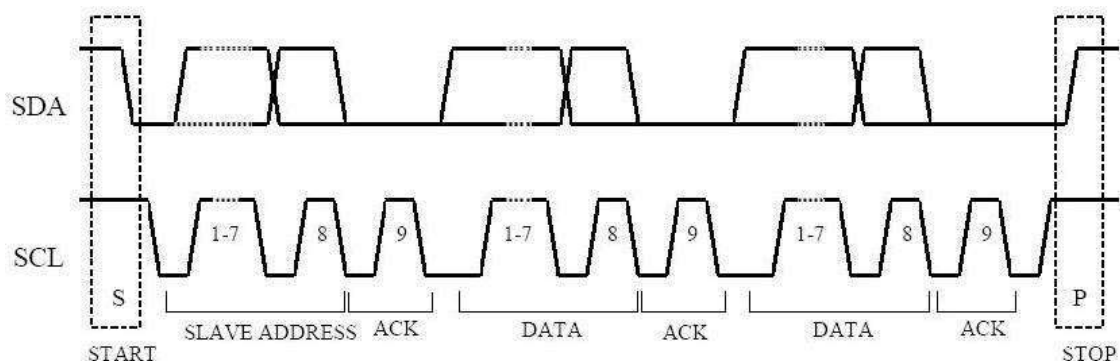 SDA
1-7 8 9 1-7 8 9 1-7 8 9
SCL
S P
SLAVE ADDRESS ACK DATA ACK DATA ACK
START STOP